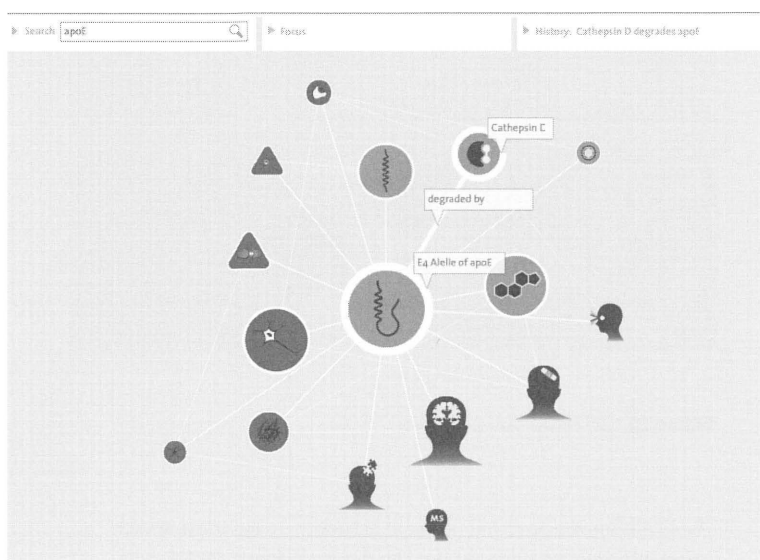 Search apoE
Focus
History: Cathepsin D degrades apoE
Cathepsin D
degraded by
E4 Alelle of apoE
MS